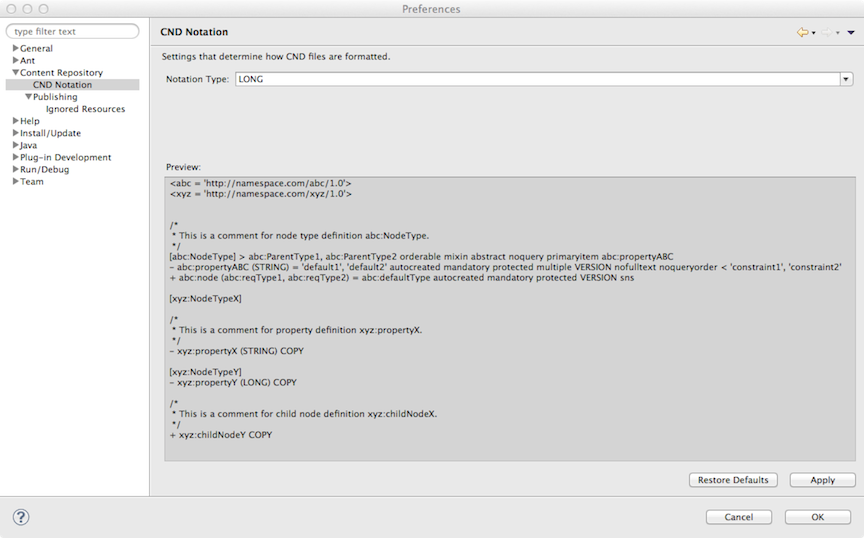 Preferences
type filter text
General
Ant
Content Repository
CND Notation
Publishing
Ignored Resources
Help
Install/Update
Java
Plug-in Development
Run/Debug
Team
CND Notation
Settings that determine how CND files are formatted.
Notation Type: LONG
Preview:
<abc = 'http://namespace.com/abc/1.0'>
<xyz = 'http://namespace.com/xyz/1.0'>
/*
* This is a comment for node type definition abc:NodeType.
*/
[abc:NodeType] > abc:ParentType1, abc:ParentType2 orderable mixin abstract noquery primaryitem abc:propertyABC
- abc:propertyABC (STRING) = 'default1', 'default2' autocreated mandatory protected multiple VERSION nofulltext noqueryorder < 'constraint1', 'constraint2'
+ abc:node (abc:reqType1, abc:reqType2) = abc:defaultType autocreated mandatory protected VERSION sns
[xyz:NodeTypeX]
/*
* This is a comment for property definition xyz:propertyX.
*/
- xyz:propertyX (STRING) COPY
[xyz:NodeTypeY]
- xyz:propertyY (LONG) COPY
/*
* This is a comment for child node definition xyz:childNodeX.
*/
+ xyz:childNodeY COPY
Restore Defaults
Apply
?
Cancel
OK